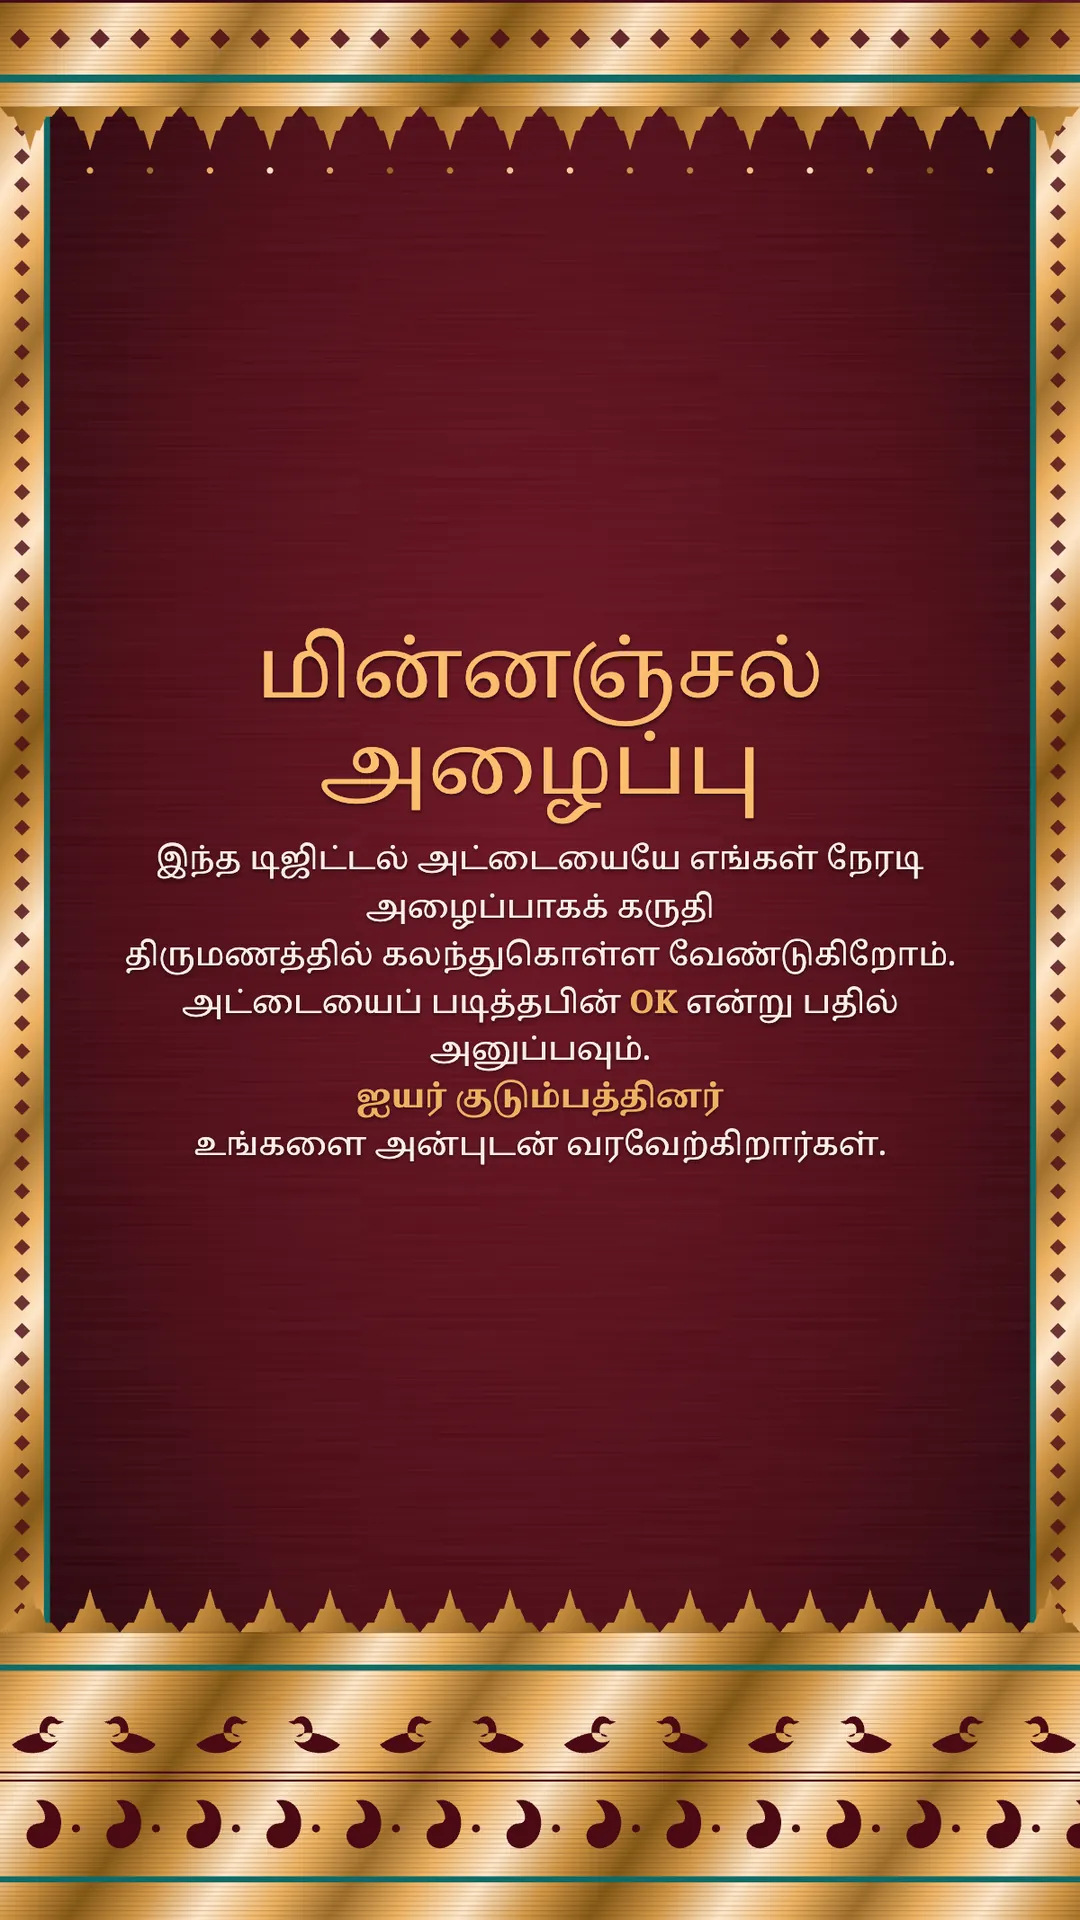 மின்னஞ்சல்
அழைப்பு
இந்த டிஜிட்டல் அட்டையையே எங்கள் நேரடி
அழைப்பாகக் கருதி
திருமணத்தில் கலந்துகொள்ள வேண்டுகிறோம்.
அட்டையைப் படித்தபின் OK என்று பதில்
அனுப்பவும்.
ஐயர் குடும்பத்தினர்
உங்களை அன்புடன் வரவேற்கிறார்கள்.